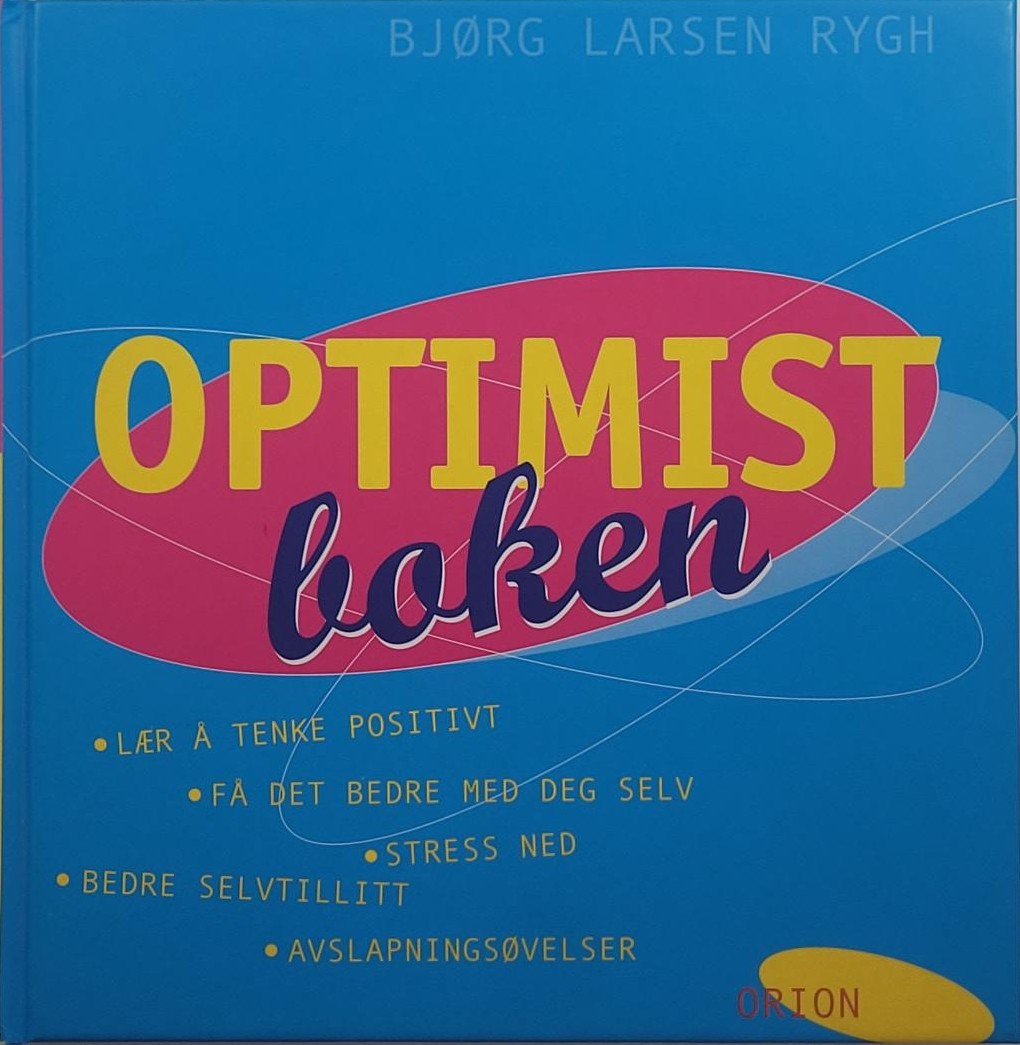 BJØRG LARSEN RYGH
OPTIMIST
boken
• LÆR Å TENKE POSITIVT
• FÅ DET BEDRE MED DEG SELV
• STRESS NED
• BEDRE SELVTILLITT
• AVSLAPNINGSØVELSER
ORION